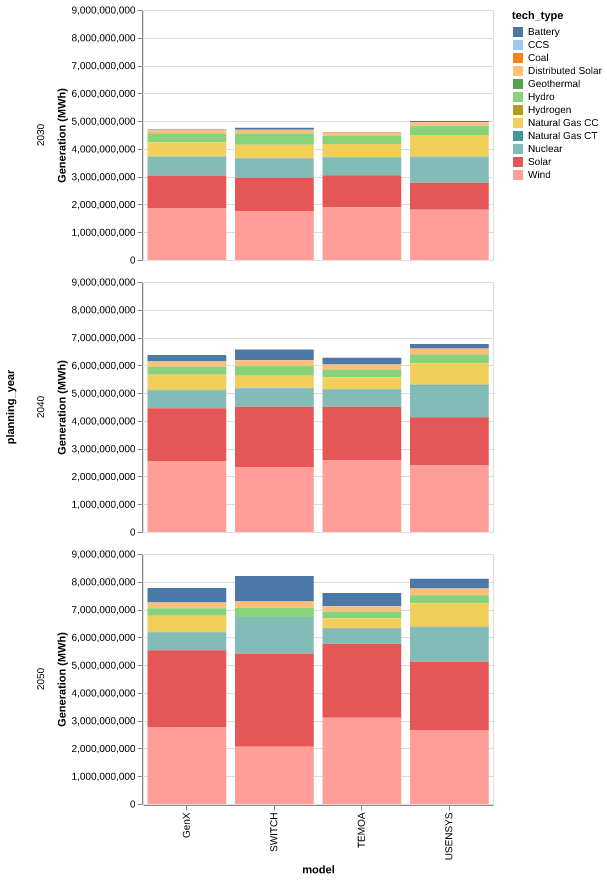 tech_type
Battery
CCS
Coal
Distributed Solar
Geothermal
Hydro
Hydrogen
Natural Gas CC
Natural Gas CT
Nuclear
Solar
Wind
planning_year
2030
Generation (MWh)
9,000,000,000
8,000,000,000
7,000,000,000
6,000,000,000
5,000,000,000
4,000,000,000
3,000,000,000
2,000,000,000
1,000,000,000
0
2040
Generation (MWh)
9,000,000,000
8,000,000,000
7,000,000,000
6,000,000,000
5,000,000,000
4,000,000,000
3,000,000,000
2,000,000,000
1,000,000,000
0
2050
Generation (MWh)
9,000,000,000
8,000,000,000
7,000,000,000
6,000,000,000
5,000,000,000
4,000,000,000
3,000,000,000
2,000,000,000
1,000,000,000
0
GenX
SWITCH
TEMOA
USENSYS
model